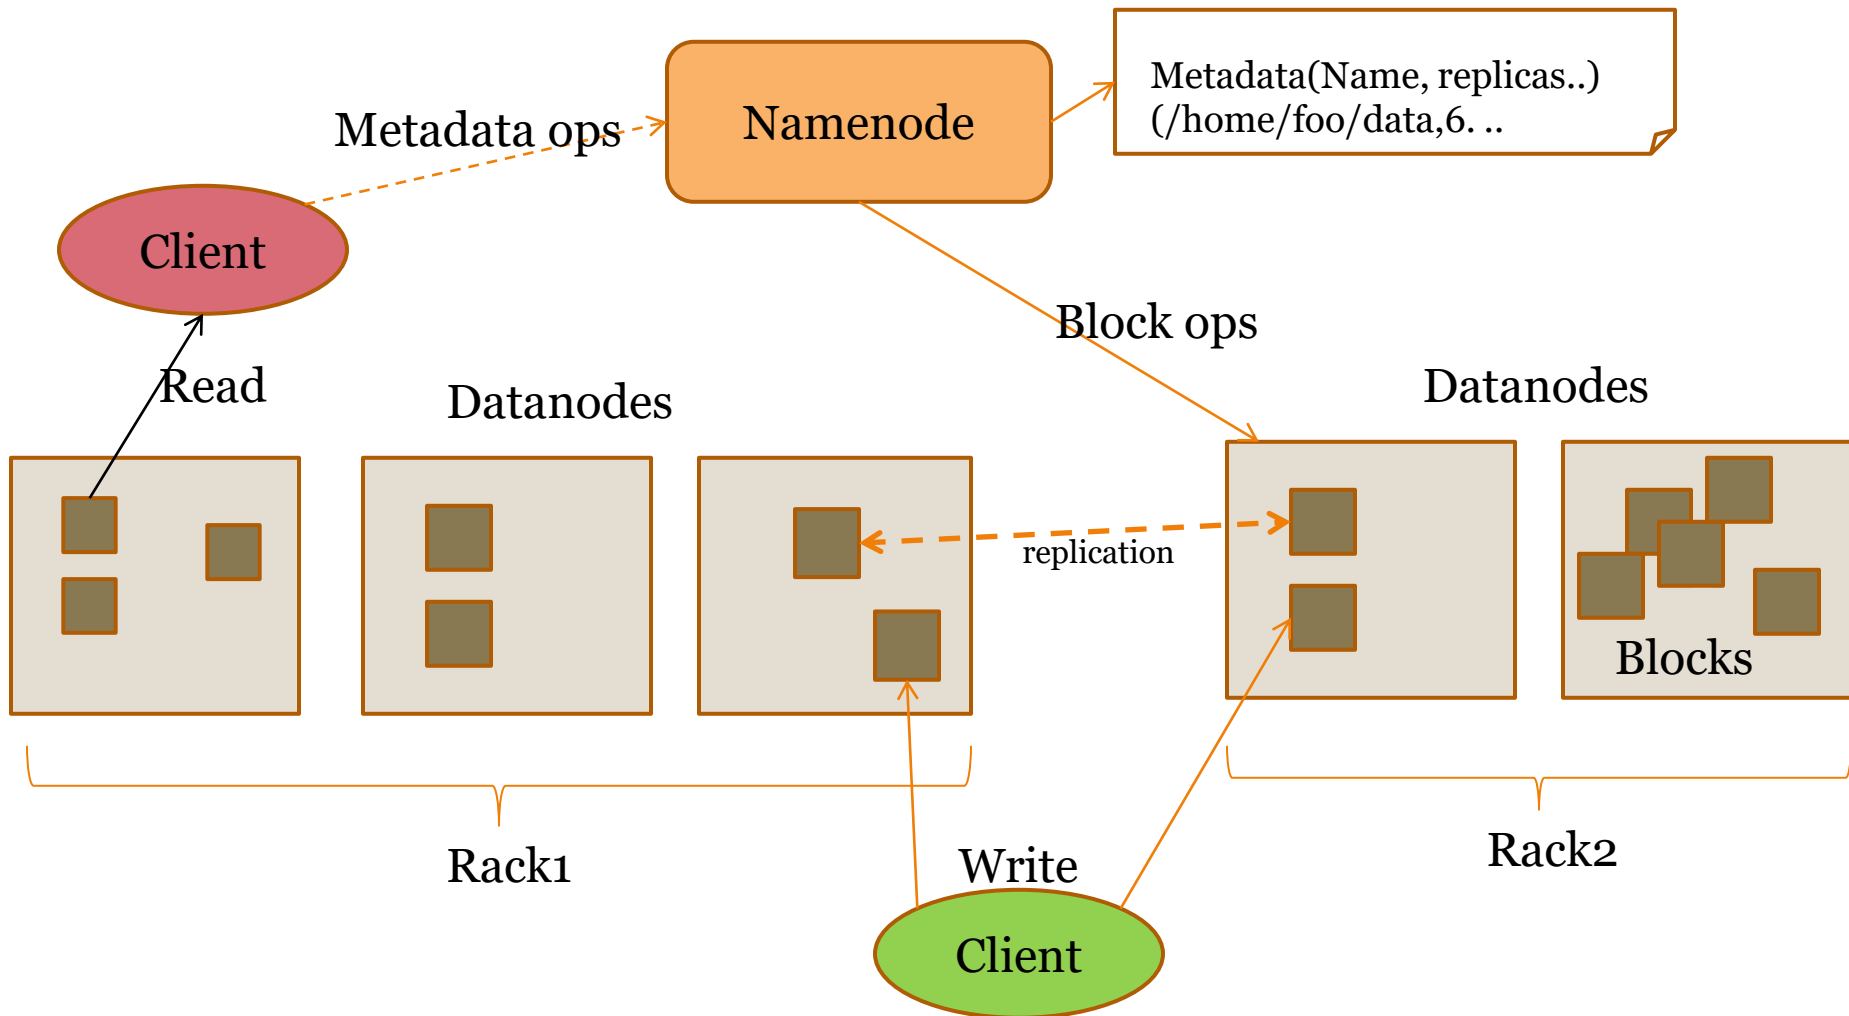 Metadata(Name, replicas..)
(/home/foo/data,6. ..
Namenode
Metadata ops
Client
Block ops
Read
Datanodes
Datanodes
replication
Blocks
Rack1
Write
Rack2
Client